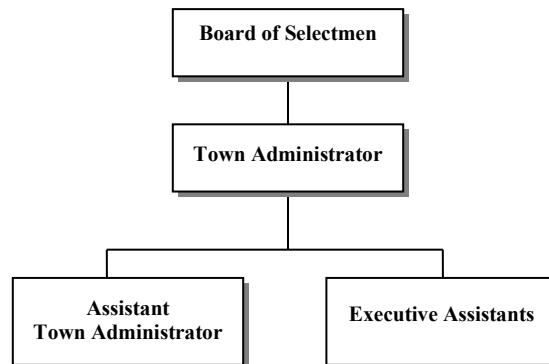 Board of Selectmen
Town Administrator
Assistant
Town Administrator
Executive Assistants